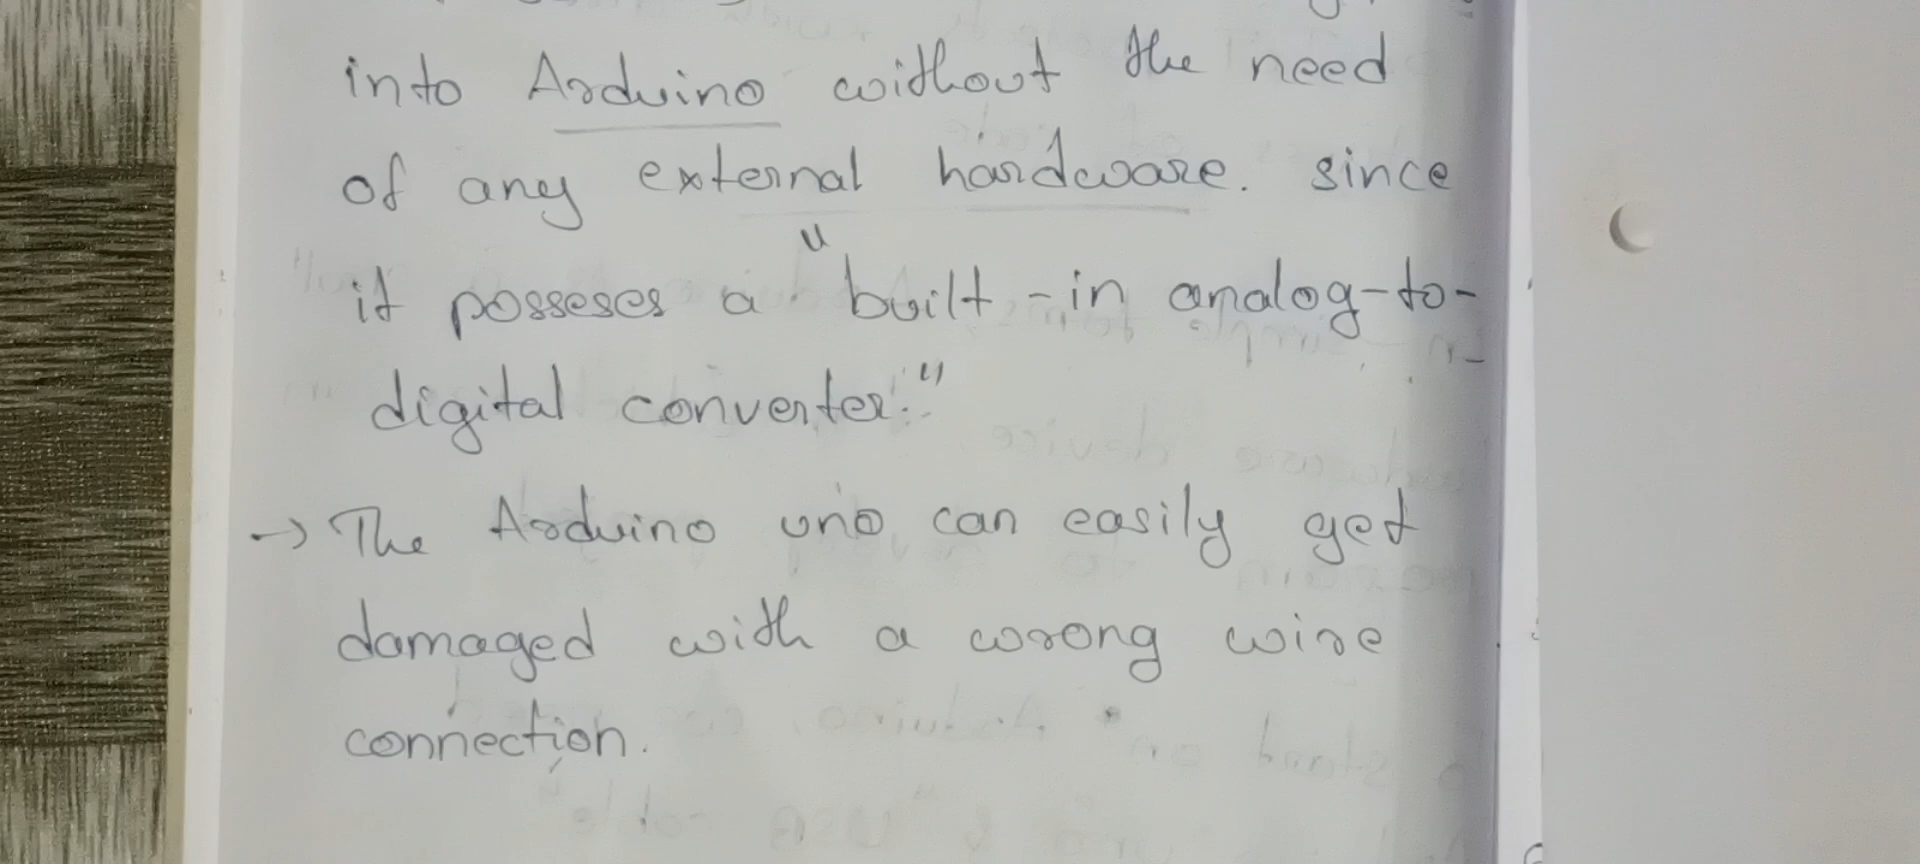 into Arduino without the need
of any external hardware. since
it posseses a "built-in analog-to-
digital converter."
→ The Arduino uno can easily get
damaged with a wrong wire
connection.